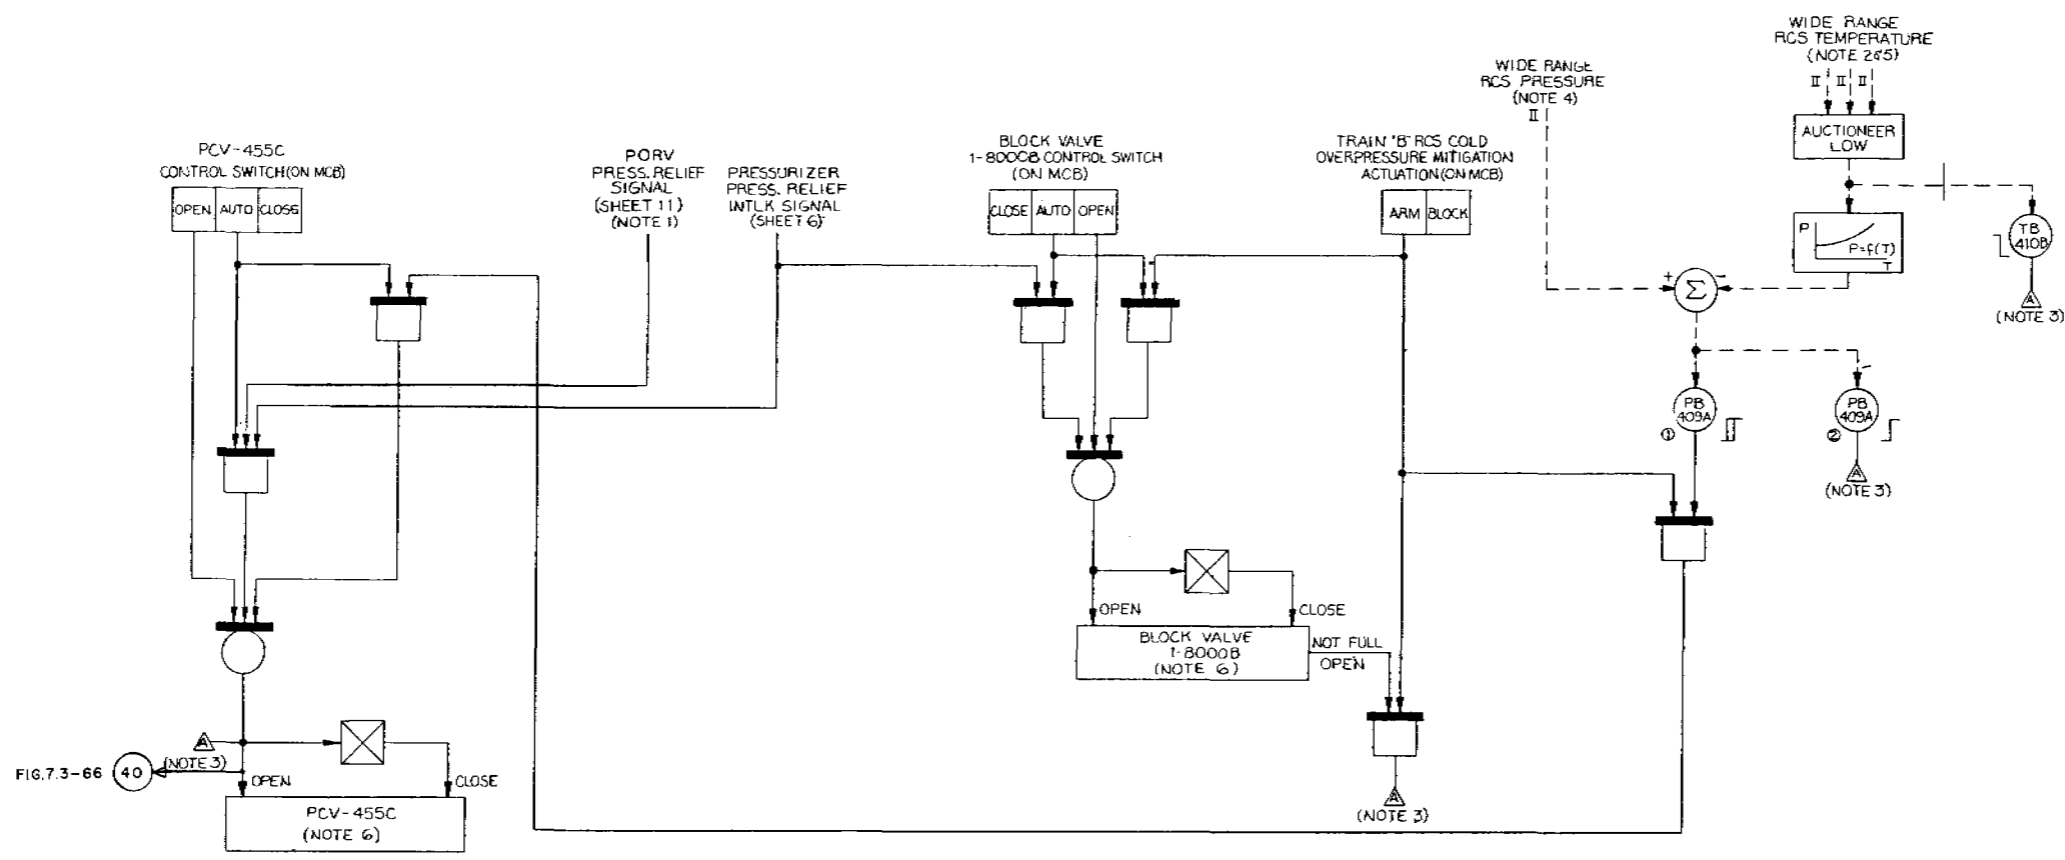 WIDE RANGE
RCS TEMPERATURE
(NOTE 2&5)
II II II
WIDE RANGE
RCS PRESSURE
(NOTE 4)
II
AUCTIONEER
LOW
PCV-455C
CONTROL SWITCH (ON MCB)
OPEN AUTO CLOSE
PORV
PRESS. RELIEF
SIGNAL
(SHEET 11)
(NOTE 1)
PRESSURIZER
PRESS. RELIEF
INTLK SIGNAL
(SHEET 6)
BLOCK VALVE
1-8000B CONTROL SWITCH
(ON MCB)
CLOSE AUTO OPEN
TRAIN "B" RCS COLD
OVERPRESSURE MITIGATION
ACTUATION (ON MCB)
ARM BLOCK
P
P=f(T)
T
TB
410B
A
(NOTE 3)
+ −
Σ
PB
409A
①
PB
409A
②
A
(NOTE 3)
OPEN
CLOSE
BLOCK VALVE
1-8000B
(NOTE 6)
NOT FULL
OPEN
A
(NOTE 3)
A
(NOTE 3)
FIG.7.3-66 40
OPEN
CLOSE
PCV-455C
(NOTE 6)